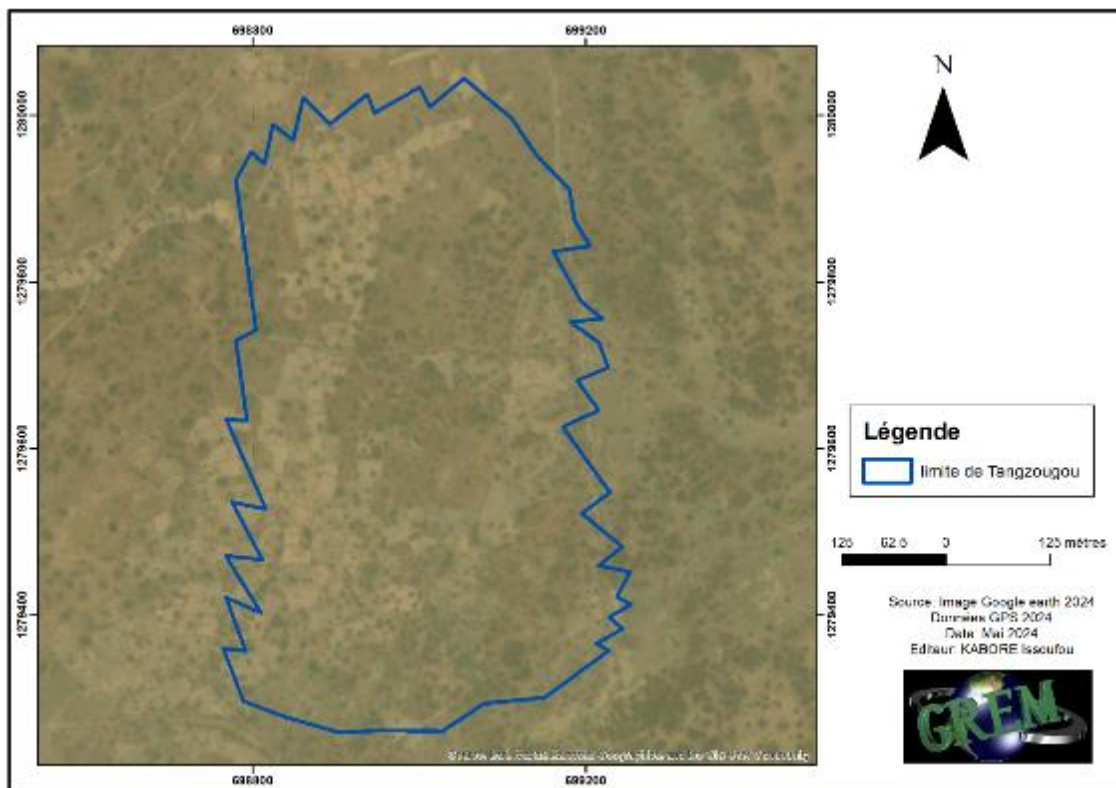 698800 699200
N
1280000 1280000
1279800 1279800
1279600 1279600
1279400 1279400
Légende
limite de Tangzougou
125 62.5 0 125 mètres
Source: Image Google earth 2024
Données GPS 2024
Date: Mai 2024
Editeur: KABORE Issoufou
GREM
698800 699200